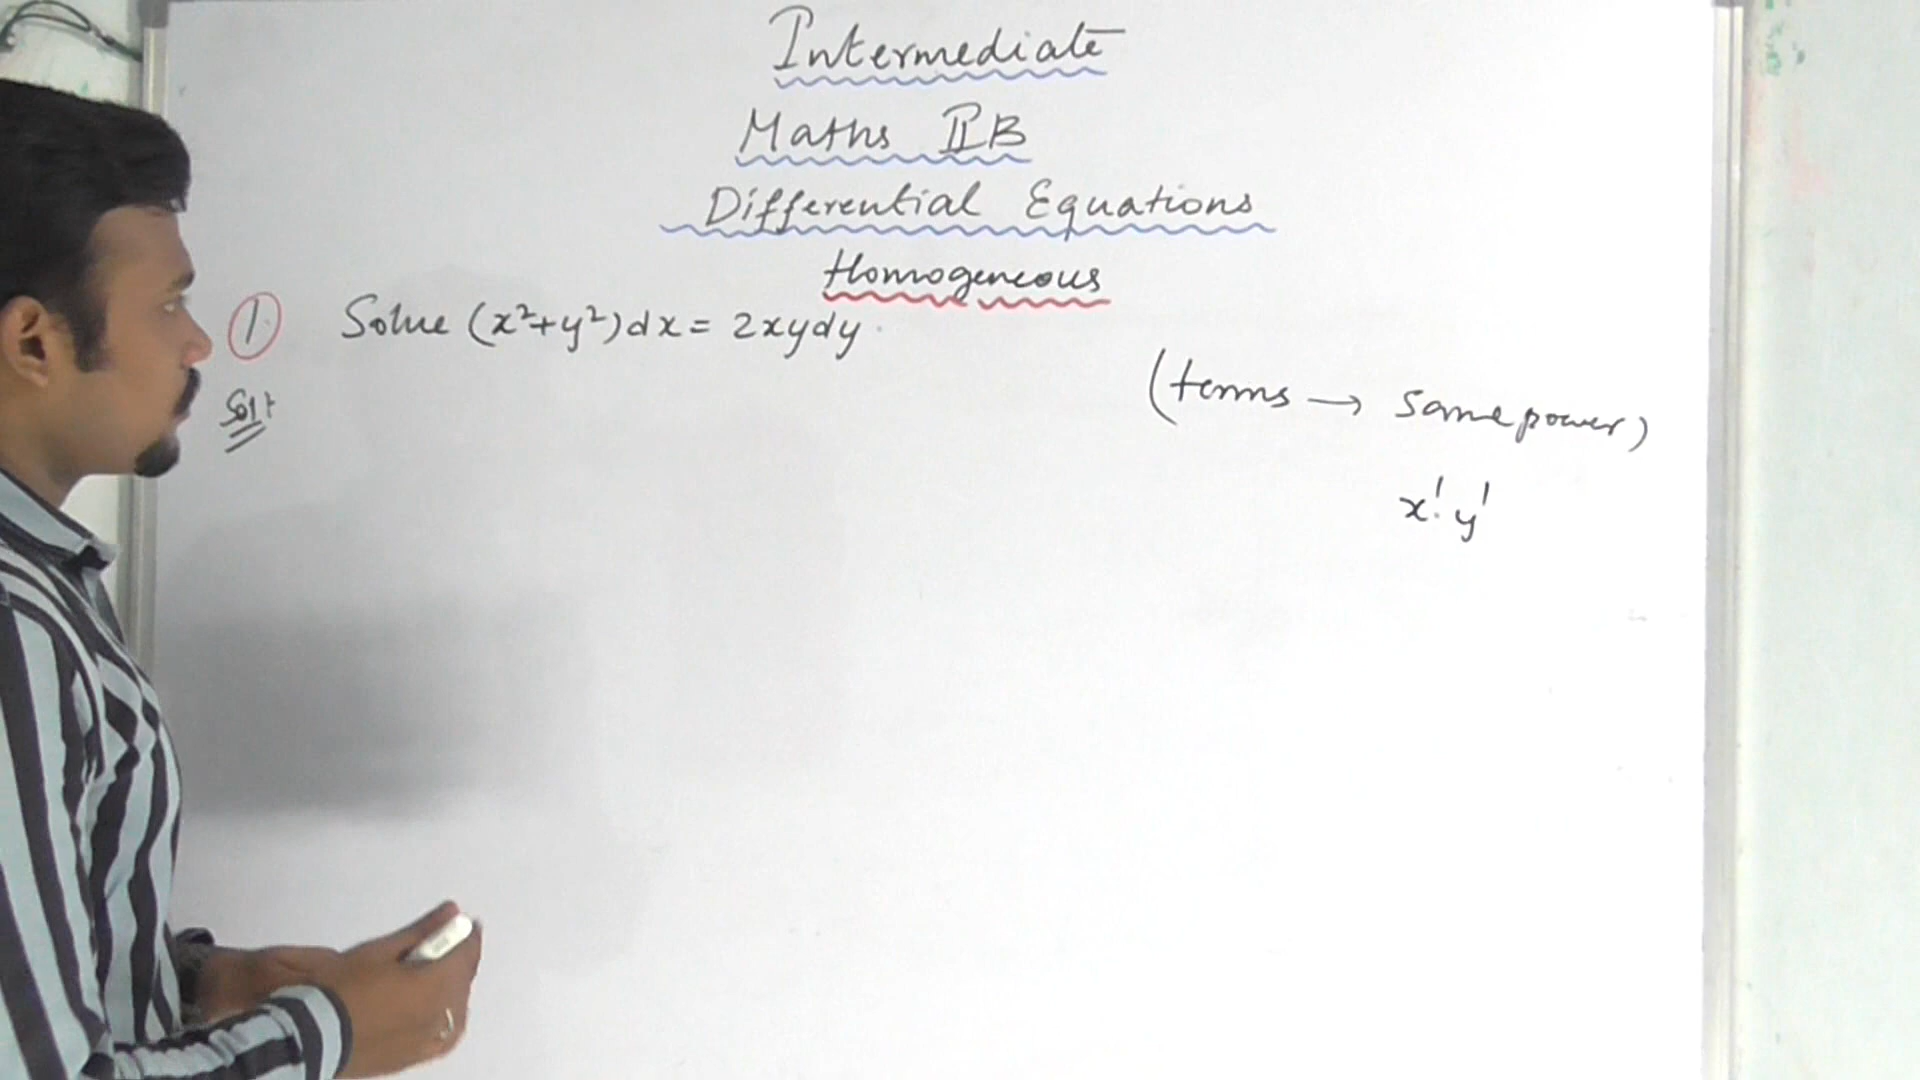 Intermediate
Maths IIB
Differential Equations
Homogeneous
1. Solve (x²+y²)dx = 2xydy.
Sol:
(terms → same power)
x¹. y¹